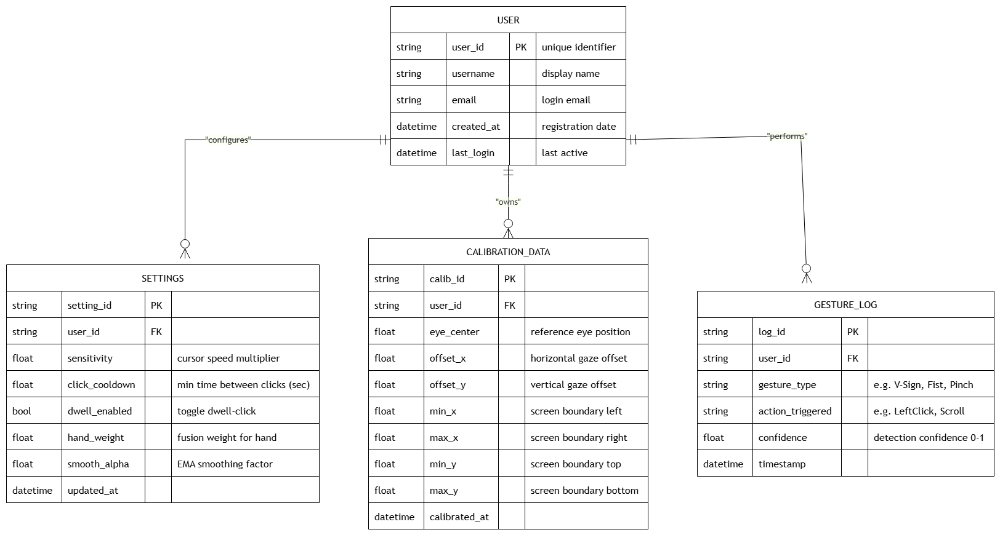 USER
string user_id PK unique identifier
string username display name
string email login email
datetime created_at registration date
datetime last_login last active
"configures"
"performs"
"owns"
SETTINGS
string setting_id PK
string user_id FK
float sensitivity cursor speed multiplier
float click_cooldown min time between clicks (sec)
bool dwell_enabled toggle dwell-click
float hand_weight fusion weight for hand
float smooth_alpha EMA smoothing factor
datetime updated_at
CALIBRATION_DATA
string calib_id PK
string user_id FK
float eye_center reference eye position
float offset_x horizontal gaze offset
float offset_y vertical gaze offset
float min_x screen boundary left
float max_x screen boundary right
float min_y screen boundary top
float max_y screen boundary bottom
datetime calibrated_at
GESTURE_LOG
string log_id PK
string user_id FK
string gesture_type e.g. V-Sign, Fist, Pinch
string action_triggered e.g. LeftClick, Scroll
float confidence detection confidence 0-1
datetime timestamp